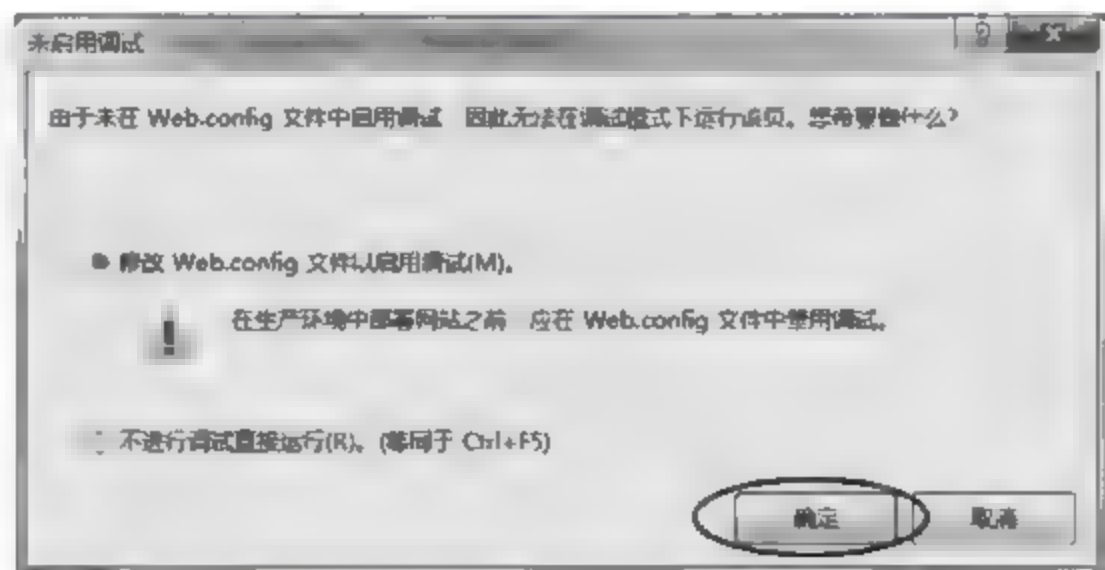 未启用调试
由于未在 Web.config 文件中启用调试 因此无法在调试模式下运行该页。您希望做什么?
修改 Web.config 文件以启用调试(M)。
在生产环境中部署网站之前 应在 Web.config 文件中禁用调试。
不进行调试直接运行(R)。(等同于 Ctrl+F5)
确定
取消